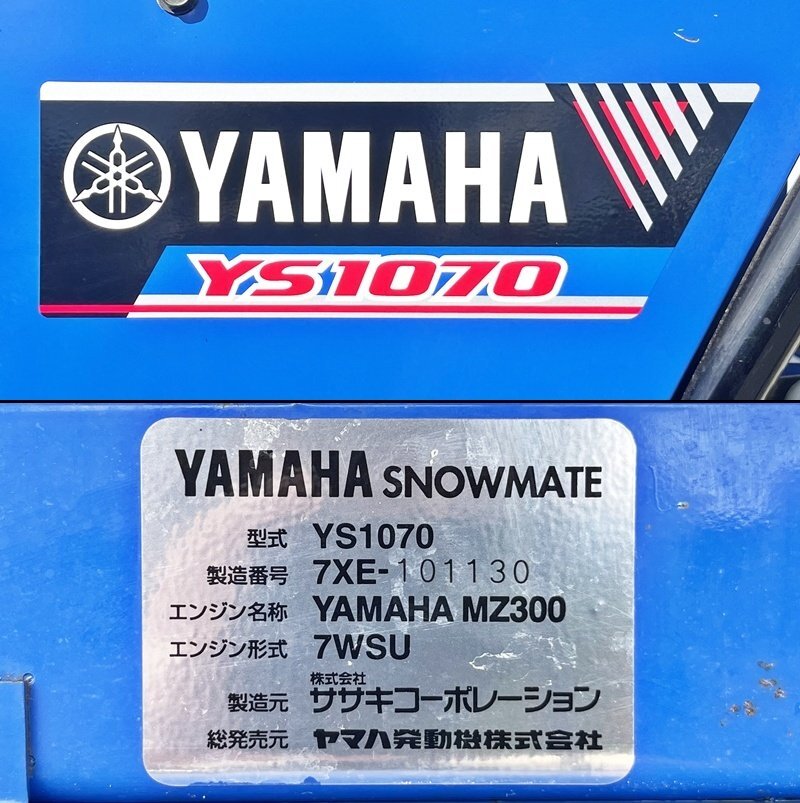 YAMAHA
YS1070
YAMAHA SNOWMATE
型式 YS1070
製造番号 7XE-101130
エンジン名称 YAMAHA MZ300
エンジン形式 7WSU
株式会社
製造元 ササキコーポレーション
総発売元 ヤマハ発動機株式会社